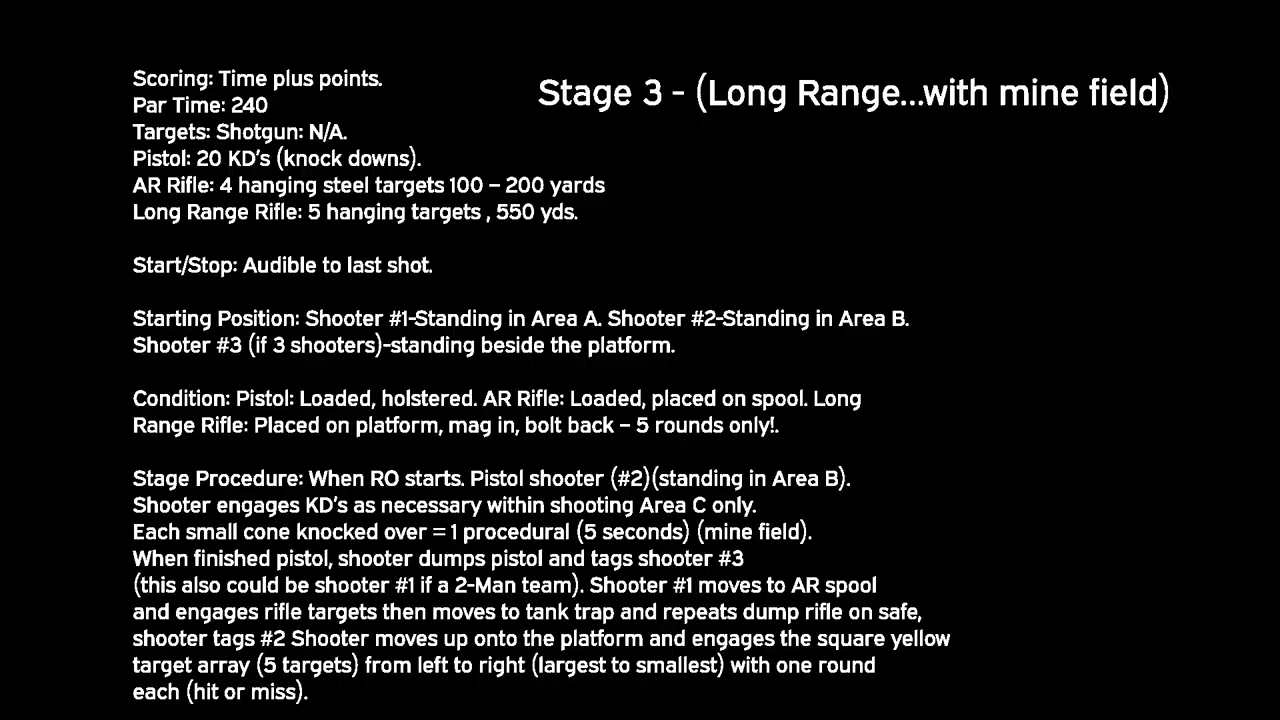 Stage 3 - (Long Range...with mine field)
Scoring: Time plus points.
Par Time: 240
Targets: Shotgun: N/A.
Pistol: 20 KD's (knock downs).
AR Rifle: 4 hanging steel targets 100 – 200 yards
Long Range Rifle: 5 hanging targets , 550 yds.
Start/Stop: Audible to last shot.
Starting Position: Shooter #1-Standing in Area A. Shooter #2-Standing in Area B.
Shooter #3 (if 3 shooters)-standing beside the platform.
Condition: Pistol: Loaded, holstered. AR Rifle: Loaded, placed on spool. Long
Range Rifle: Placed on platform, mag in, bolt back – 5 rounds only!.
Stage Procedure: When RO starts. Pistol shooter (#2)(standing in Area B).
Shooter engages KD's as necessary within shooting Area C only.
Each small cone knocked over = 1 procedural (5 seconds) (mine field).
When finished pistol, shooter dumps pistol and tags shooter #3
(this also could be shooter #1 if a 2-Man team). Shooter #1 moves to AR spool
and engages rifle targets then moves to tank trap and repeats dump rifle on safe,
shooter tags #2 Shooter moves up onto the platform and engages the square yellow
target array (5 targets) from left to right (largest to smallest) with one round
each (hit or miss).